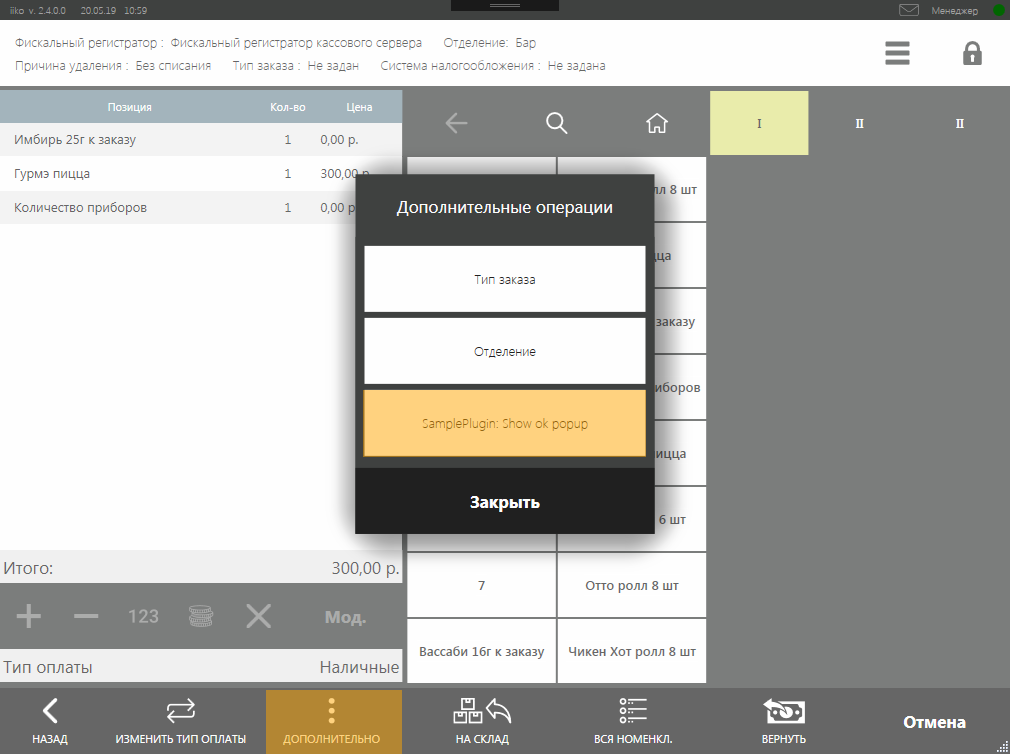 iiko v. 2.4.0.0 20.05.19 10:59 Менеджер
Фискальный регистратор : Фискальный регистратор кассового сервера Отделение: Бар
Причина удаления : Без списания Тип заказа : Не задан Система налогообложения : Не задана
Позиция Кол-во Цена
Имбирь 25г к заказу 1 0,00 р.
Гурмэ пицца 1 300,00 р
Количество приборов 1 0,00 р
I II II
Дополнительные операции
Тип заказа
Отделение
SamplePlugin: Show ok popup
Закрыть
лл 8 шт
ца
заказу
иборов
ицца
6 шт
7 Отто ролл 8 шт
Вассаби 16г к заказу Чикен Хот ролл 8 шт
Итого: 300,00 р.
123 Мод.
Тип оплаты Наличные
НАЗАД ИЗМЕНИТЬ ТИП ОПЛАТЫ ДОПОЛНИТЕЛЬНО НА СКЛАД ВСЯ НОМЕНКЛ. ВЕРНУТЬ Отмена